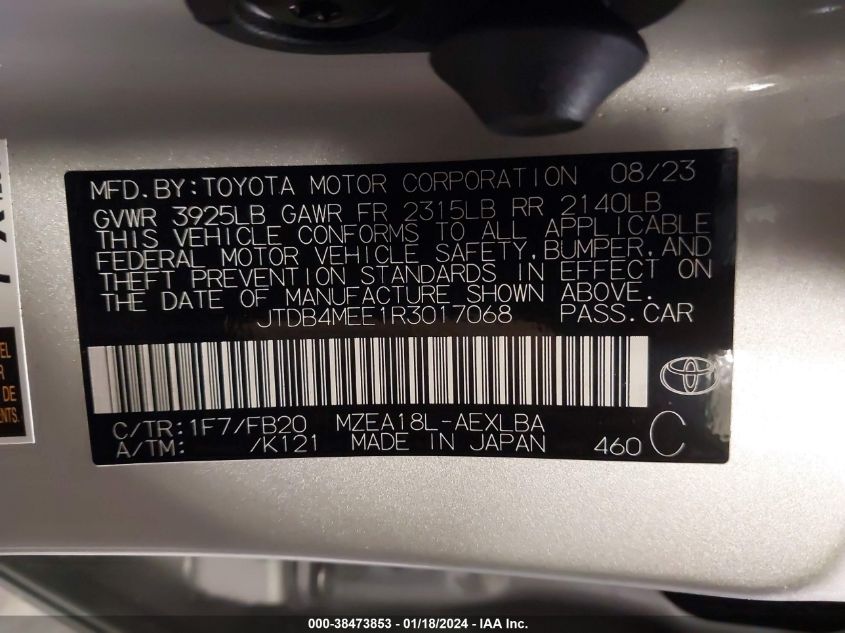 MFD.BY:TOYOTA MOTOR CORPORATION 08/23
GVWR 3925LB GAWR FR 2315LB RR 2140LB
THIS VEHICLE CONFORMS TO ALL APPLICABLE
FEDERAL MOTOR VEHICLE SAFETY,BUMPER,AND
THEFT PREVENTION STANDARDS IN EFFECT ON
THE DATE OF MANUFACTURE SHOWN ABOVE.
JTDB4MEE1R3017068 PASS.CAR
C/TR:1F7/FB20 MZEA18L-AEXLBA
A/TM: /K121 MADE IN JAPAN 460 C
DE
000-38473853 - 01/18/2024 - IAA Inc.